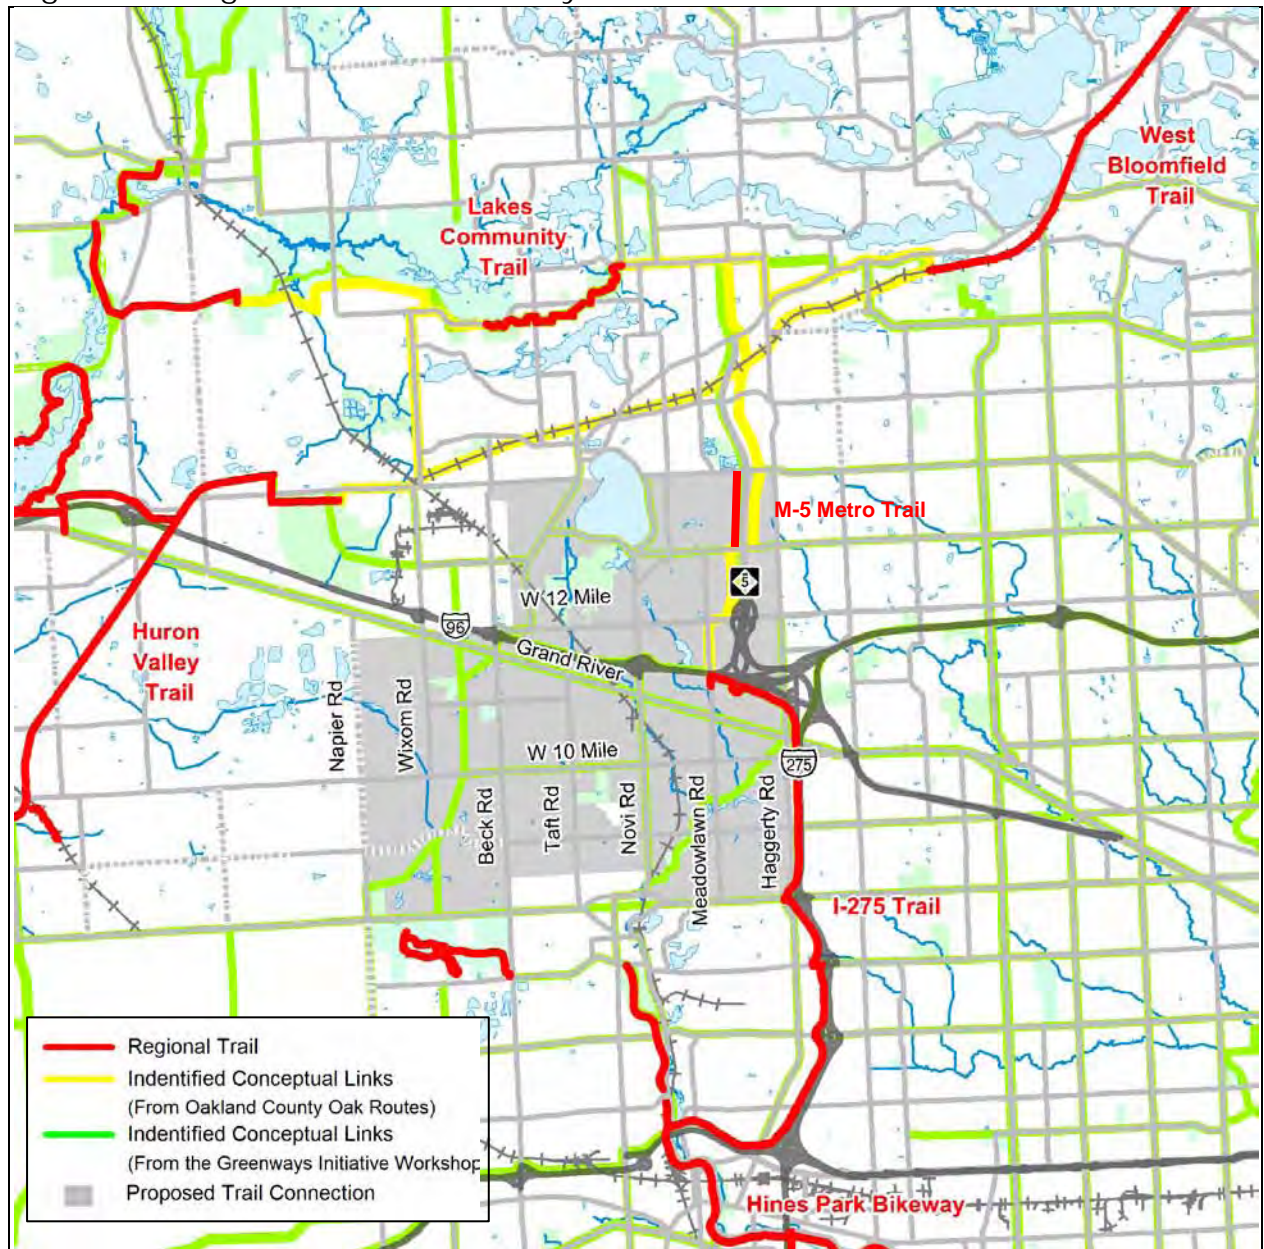 West
Bloomfield
Trail
Lakes
Community
Trail
M-5 Metro Trail
5
W 12 Mile
96
Grand River
Huron
Valley
Trail
Napier Rd
Wixom Rd
W 10 Mile
275
Beck Rd
Taft Rd
Novi Rd
Meadowlawn Rd
Haggerty Rd
I-275 Trail
Regional Trail
Indentified Conceptual Links
(From Oakland County Oak Routes)
Indentified Conceptual Links
(From the Greenways Initiative Workshop
Proposed Trail Connection
Hines Park Bikeway